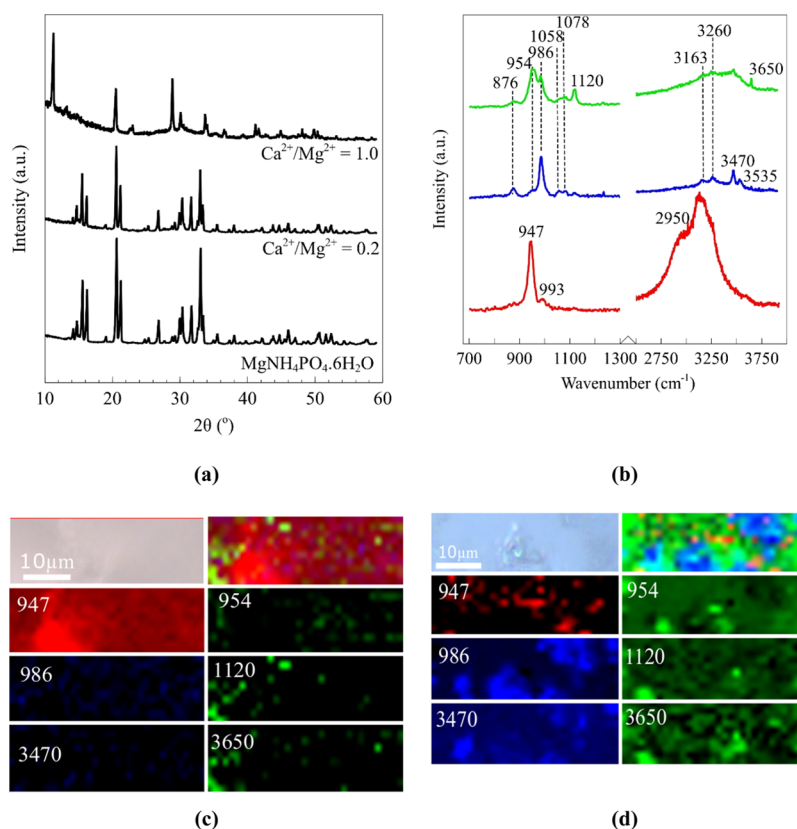 Intensity (a.u.)
Ca²⁺/Mg²⁺ = 1.0
Ca²⁺/Mg²⁺ = 0.2
MgNH₄PO₄.6H₂O
10 20 30 40 50 60
2θ (°)
(a)
1078
1058
3260
954 986
3163
876
1120
3650
3470
3535
947
2950
993
Intensity (a.u.)
700 900 1100 1300 2750 3250 3750
Wavenumber (cm⁻¹)
(b)
10µm
947
954
986
1120
3470
3650
(c)
10µm
947
954
986
1120
3470
3650
(d)